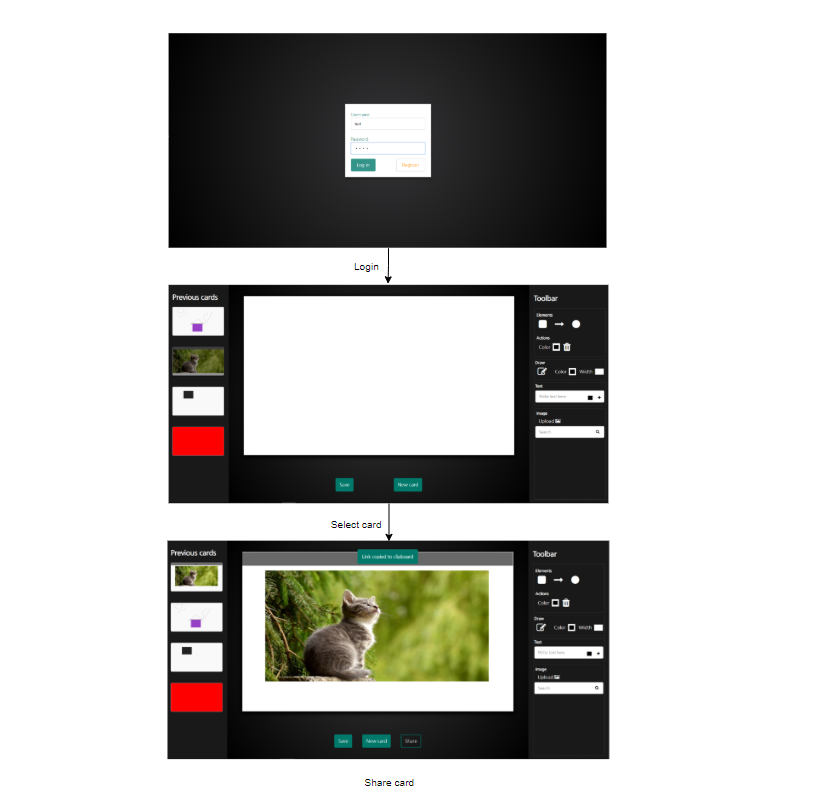 Username
test
Password
Log in
Register
Login
Previous cards
Toolbar
Elements
Actions
Color
Draw
Color Width
Text
Write text here
Image
Upload
Search
Save New card
Select card
Previous cards
Link copied to clipboard
Toolbar
Elements
Actions
Color
Draw
Color Width
Text
Write text here
Image
Upload
Search
Save New card Share
Share card